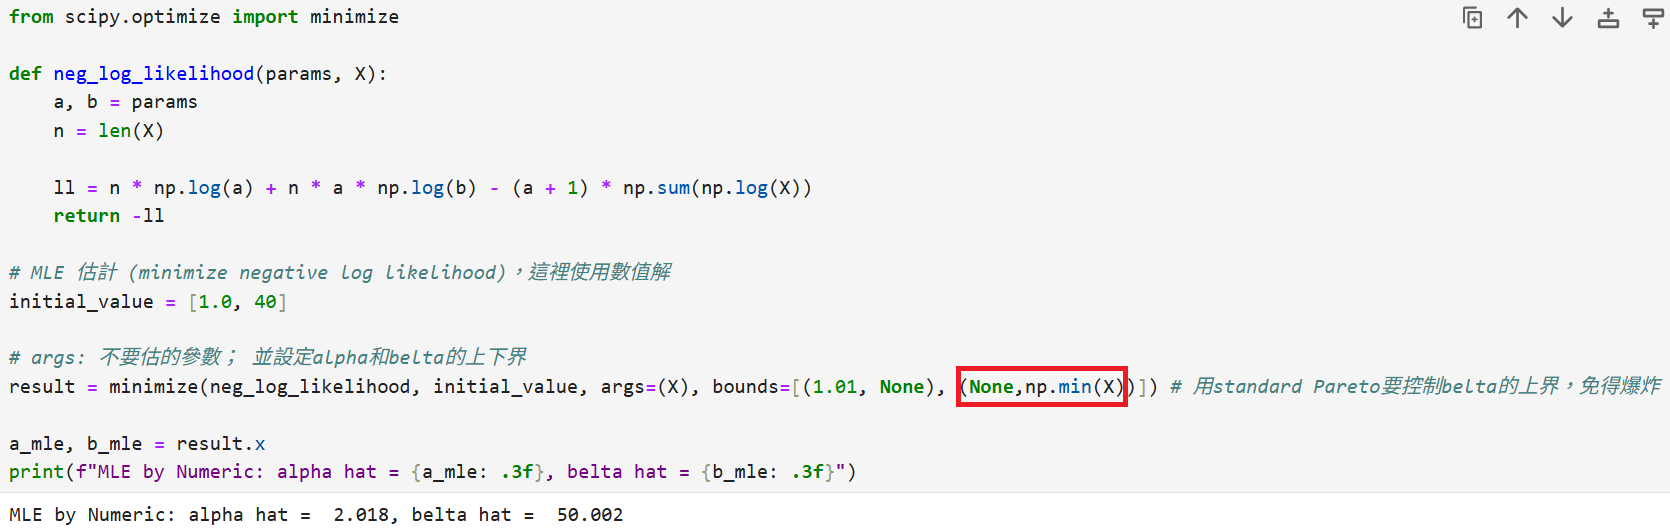 from scipy.optimize import minimize
def neg_log_likelihood(params, X):
    a, b = params
    n = len(X)
    ll = n * np.log(a) + n * a * np.log(b) - (a + 1) * np.sum(np.log(X))
    return -ll
# MLE 估計 (minimize negative log likelihood)，這裡使用數值解
initial_value = [1.0, 40]
# args: 不要估的參數； 並設定alpha和belta的上下界
result = minimize(neg_log_likelihood, initial_value, args=(X), bounds=[(1.01, None), (None,np.min(X))]) # 用standard Pareto要控制belta的上界，免得爆炸
a_mle, b_mle = result.x
print(f"MLE by Numeric: alpha hat = {a_mle: .3f}, belta hat = {b_mle: .3f}")
MLE by Numeric: alpha hat =  2.018, belta hat =  50.002